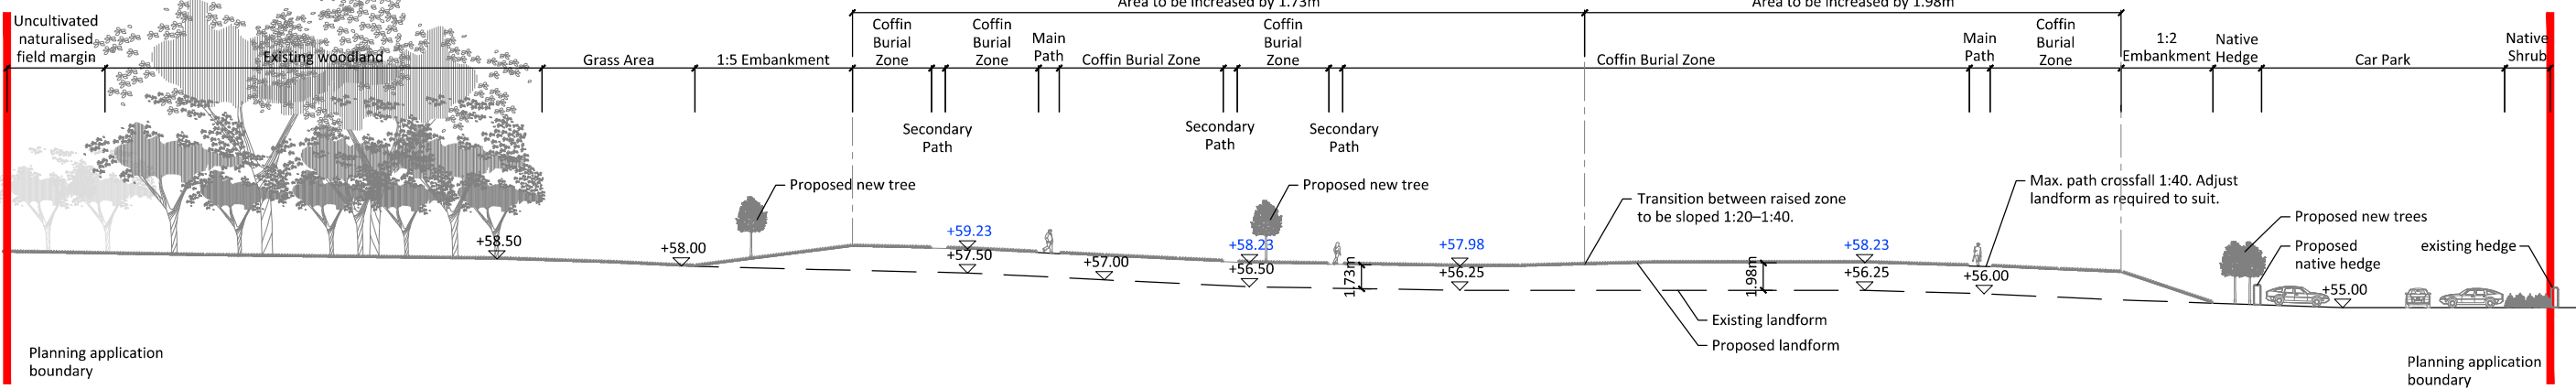 Area to be increased by 1.73m
Area to be increased by 1.98m
Uncultivated
naturalised
field margin
Existing woodland
Grass Area
1:5 Embankment
Coffin
Burial
Zone
Coffin
Burial
Zone
Main
Path
Coffin Burial Zone
Coffin
Burial
Zone
Coffin Burial Zone
Main
Path
Coffin
Burial
Zone
1:2
Embankment
Native
Hedge
Car Park
Native
Shrub
Secondary
Path
Secondary
Path
Secondary
Path
Proposed new tree
Proposed new tree
Transition between raised zone
to be sloped 1:20–1:40.
Max. path crossfall 1:40. Adjust
landform as required to suit.
Proposed new trees
Proposed
native hedge
existing hedge
+58.50
+58.00
+59.23
+57.50
+57.00
+58.23
+56.50
1.73m
+57.98
+56.25
1.98m
+58.23
+56.25
+56.00
+55.00
Existing landform
Proposed landform
Planning application
boundary
Planning application
boundary